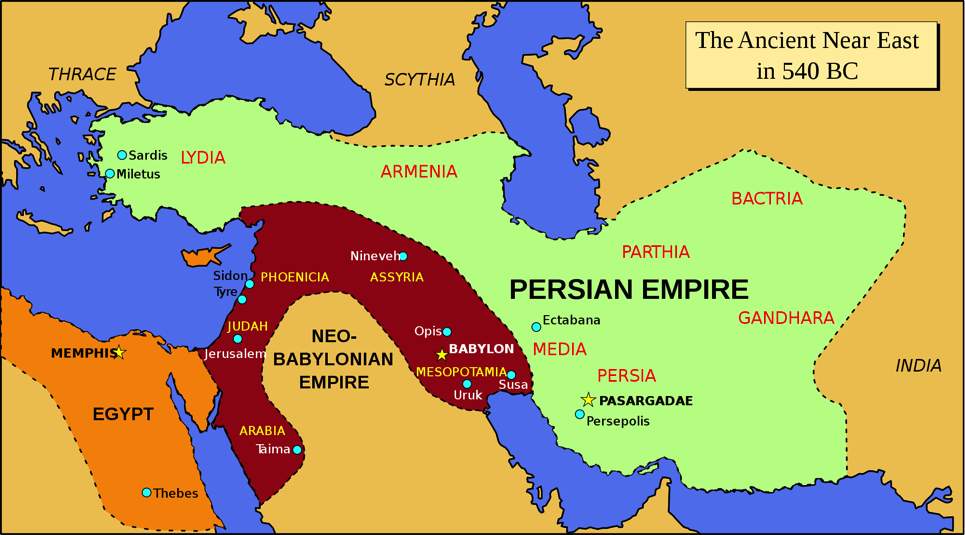 The Ancient Near East
in 540 BC
THRACE
SCYTHIA
Sardis
LYDIA
Miletus
ARMENIA
BACTRIA
PARTHIA
Nineveh
Sidon
PHOENICIA
ASSYRIA
Tyre
PERSIAN EMPIRE
GANDHARA
Ectabana
JUDAH
Opis
NEO-
BABYLONIAN
EMPIRE
MEMPHIS
Jerusalem
BABYLON
MEDIA
INDIA
MESOPOTAMIA
Susa
PERSIA
Uruk
PASARGADAE
EGYPT
Persepolis
ARABIA
Taima
Thebes